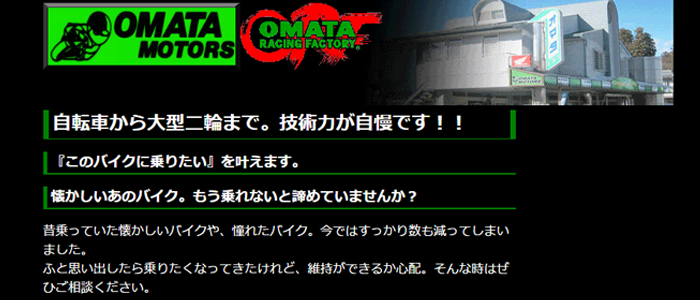 OMATA
MOTORS
OMATA
RACING FACTORY
自転車から大型二輪まで。技術力が自慢です！！
『このバイクに乗りたい』を叶えます。
懐かしいあのバイク。もう乗れないと諦めていませんか？
昔乗っていた懐かしいバイクや、憧れたバイク。今ではすっかり数も減ってしまい
ました。
ふと思い出したら乗りたくなってきたけれど、維持ができるか心配。そんな時はぜ
ひご相談ください。